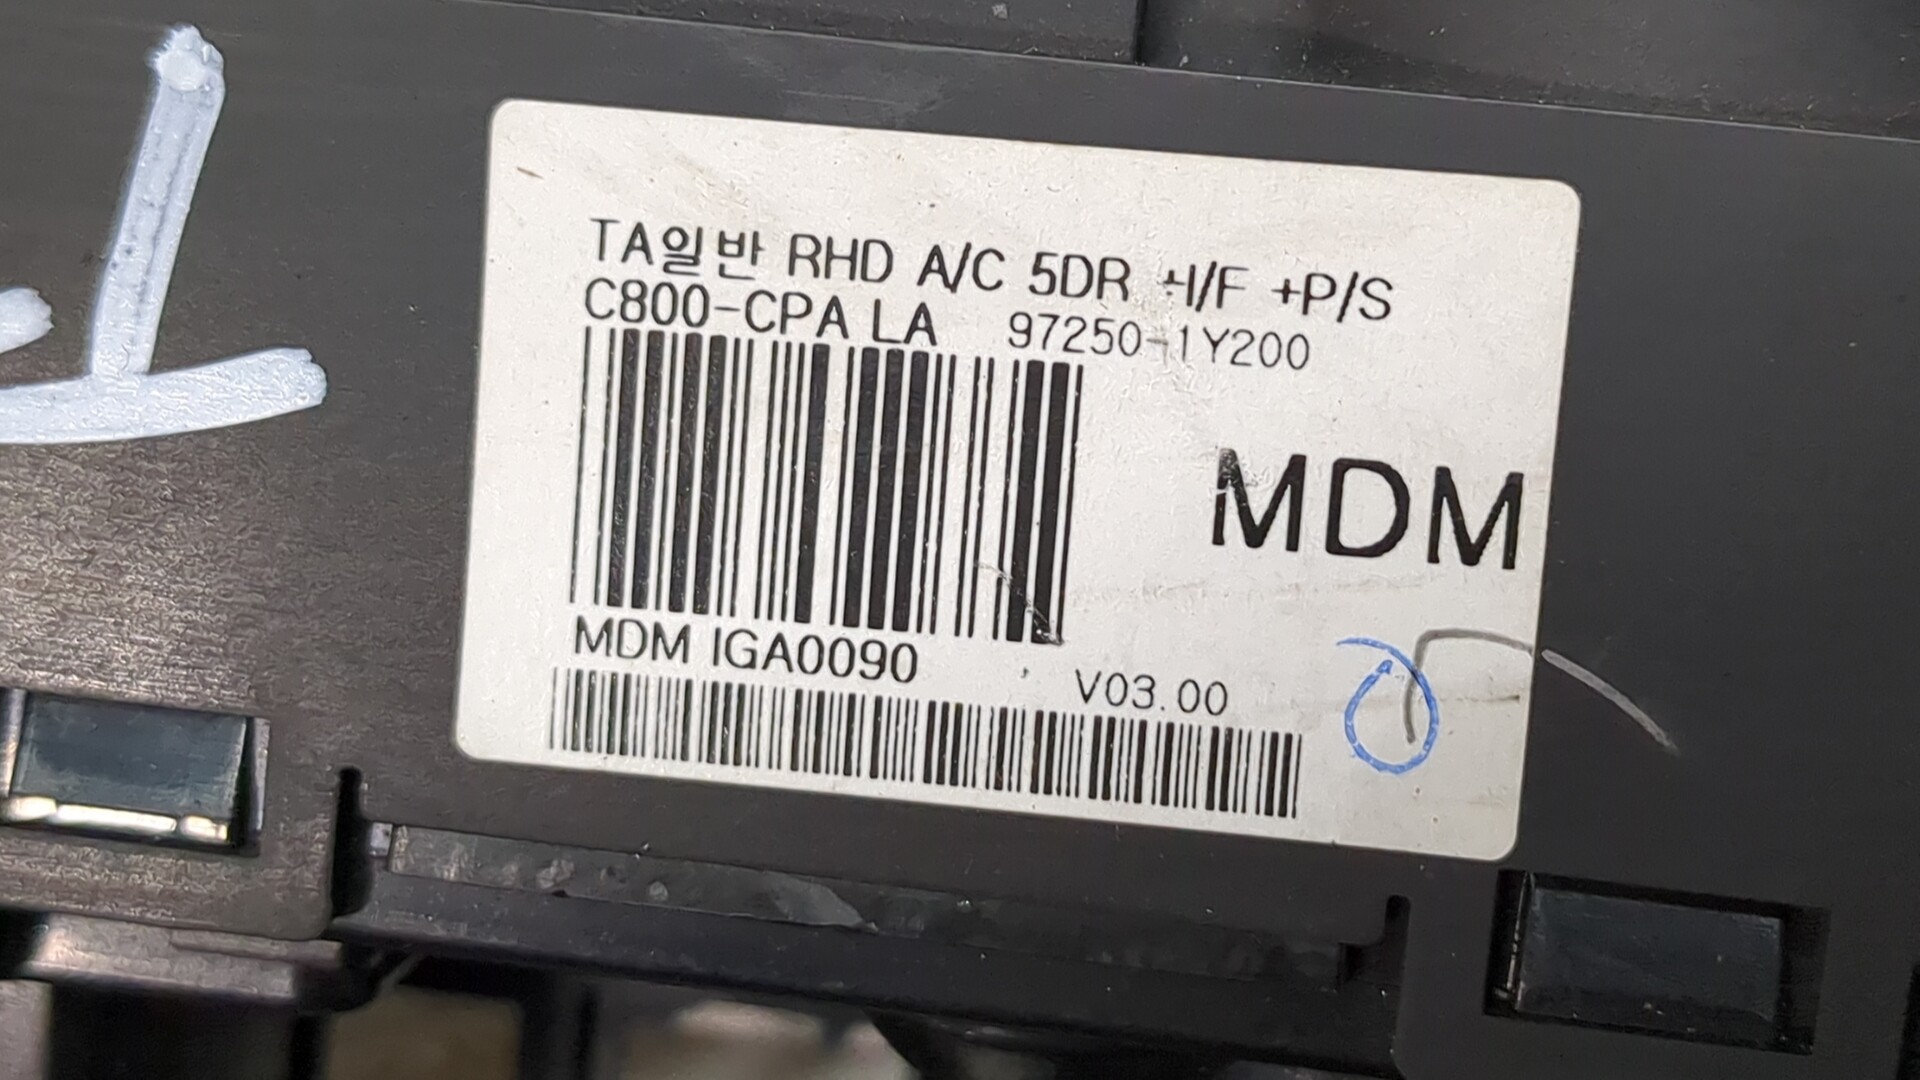 TA일반 RHD A/C 5DR +I/F +P/S
C800-CPA LA 97250-1Y200
MDM
MDM IGA0090
V03.00